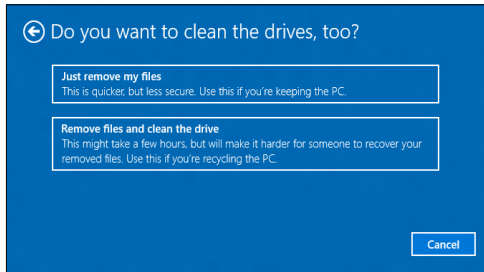 Do you want to clean the drives, too?
Just remove my files
This is quicker, but less secure. Use this if you're keeping the PC.
Remove files and clean the drive
This might take a few hours, but will make it harder for someone to recover your
removed files. Use this if you're recycling the PC.
Cancel